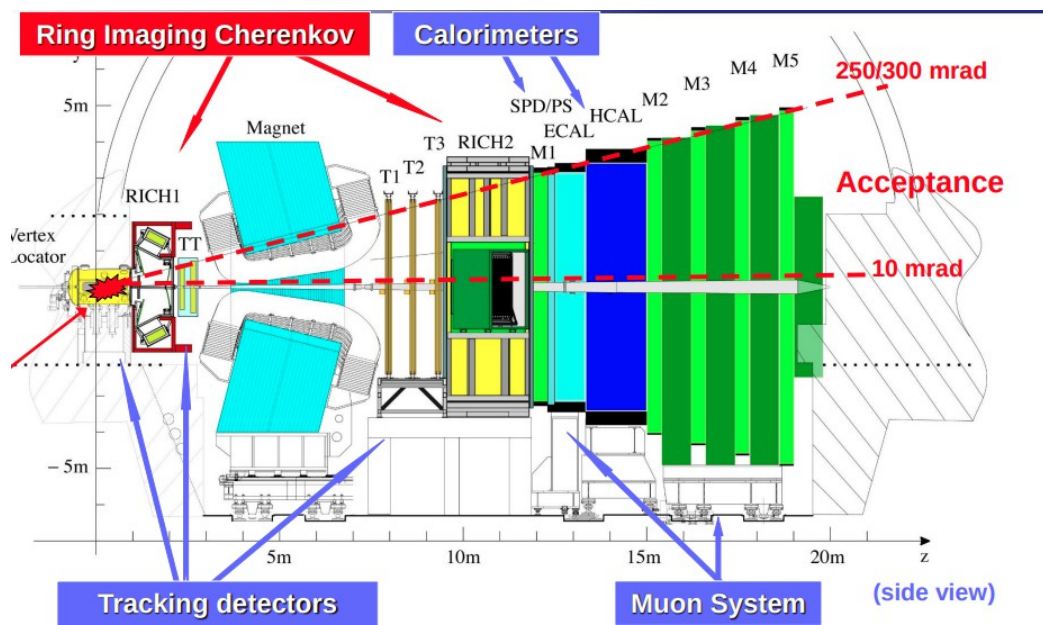 Ring Imaging Cherenkov
Calorimeters
y
5m
Magnet
T1
T2
T3
RICH2
M1
SPD/PS
ECAL
HCAL
M2
M3
M4
M5
250/300 mrad
Acceptance
RICH1
TT
Vertex
Locator
10 mrad
− 5m
5m
10m
15m
20m
z
Tracking detectors
Muon System
(side view)